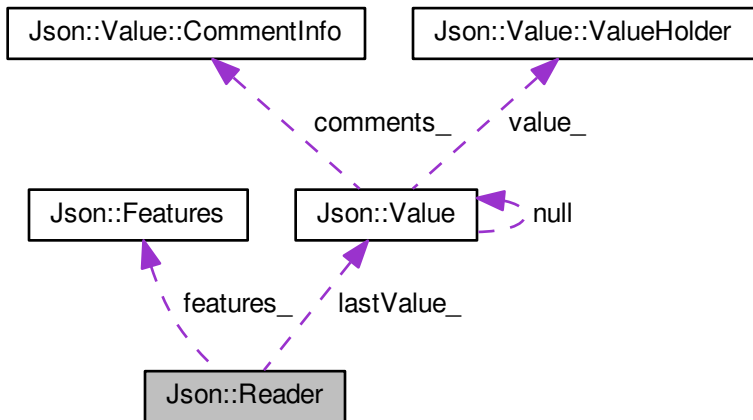 Json::Value::CommentInfo
Json::Value::ValueHolder
comments_
value_
Json::Features
Json::Value
null
features_
lastValue_
Json::Reader